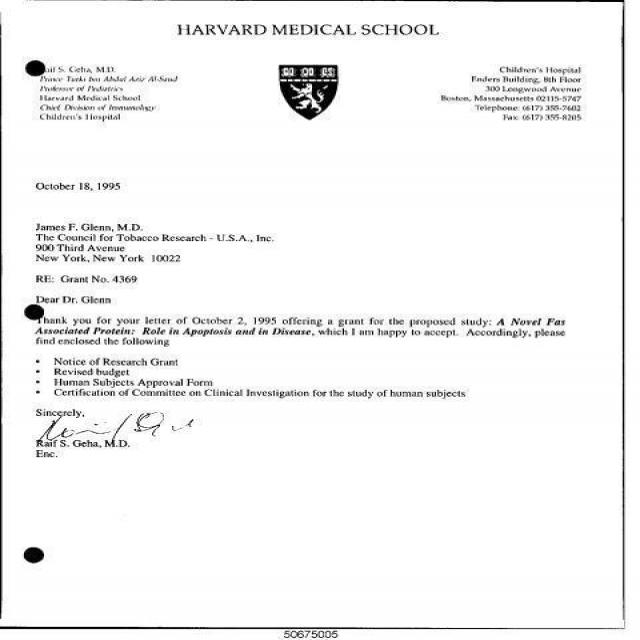 HARVARD MEDICAL SCHOOL
Raif S. Geha, M.D.
Prince Turki bin Abdul Aziz Al-Saud
Professor of Pediatrics
Harvard Medical School
Chief, Division of Immunology
Children's Hospital
Children's Hospital
Enders Building, 8th Floor
300 Longwood Avenue
Boston, Massachusetts 02115-5747
Telephone: (617) 355-7602
Fax: (617) 355-8205
October 18, 1995
James F. Glenn, M.D.
The Council for Tobacco Research - U.S.A., Inc.
900 Third Avenue
New York, New York 10022
RE: Grant No. 4369
Dear Dr. Glenn
Thank you for your letter of October 2, 1995 offering a grant for the proposed study: A Novel Fas
Associated Protein: Role in Apoptosis and in Disease, which I am happy to accept. Accordingly, please
find enclosed the following
• Notice of Research Grant
• Revised budget
• Human Subjects Approval Form
• Certification of Committee on Clinical Investigation for the study of human subjects
Sincerely,
Raif S. Geha, M.D.
Enc.
50675005